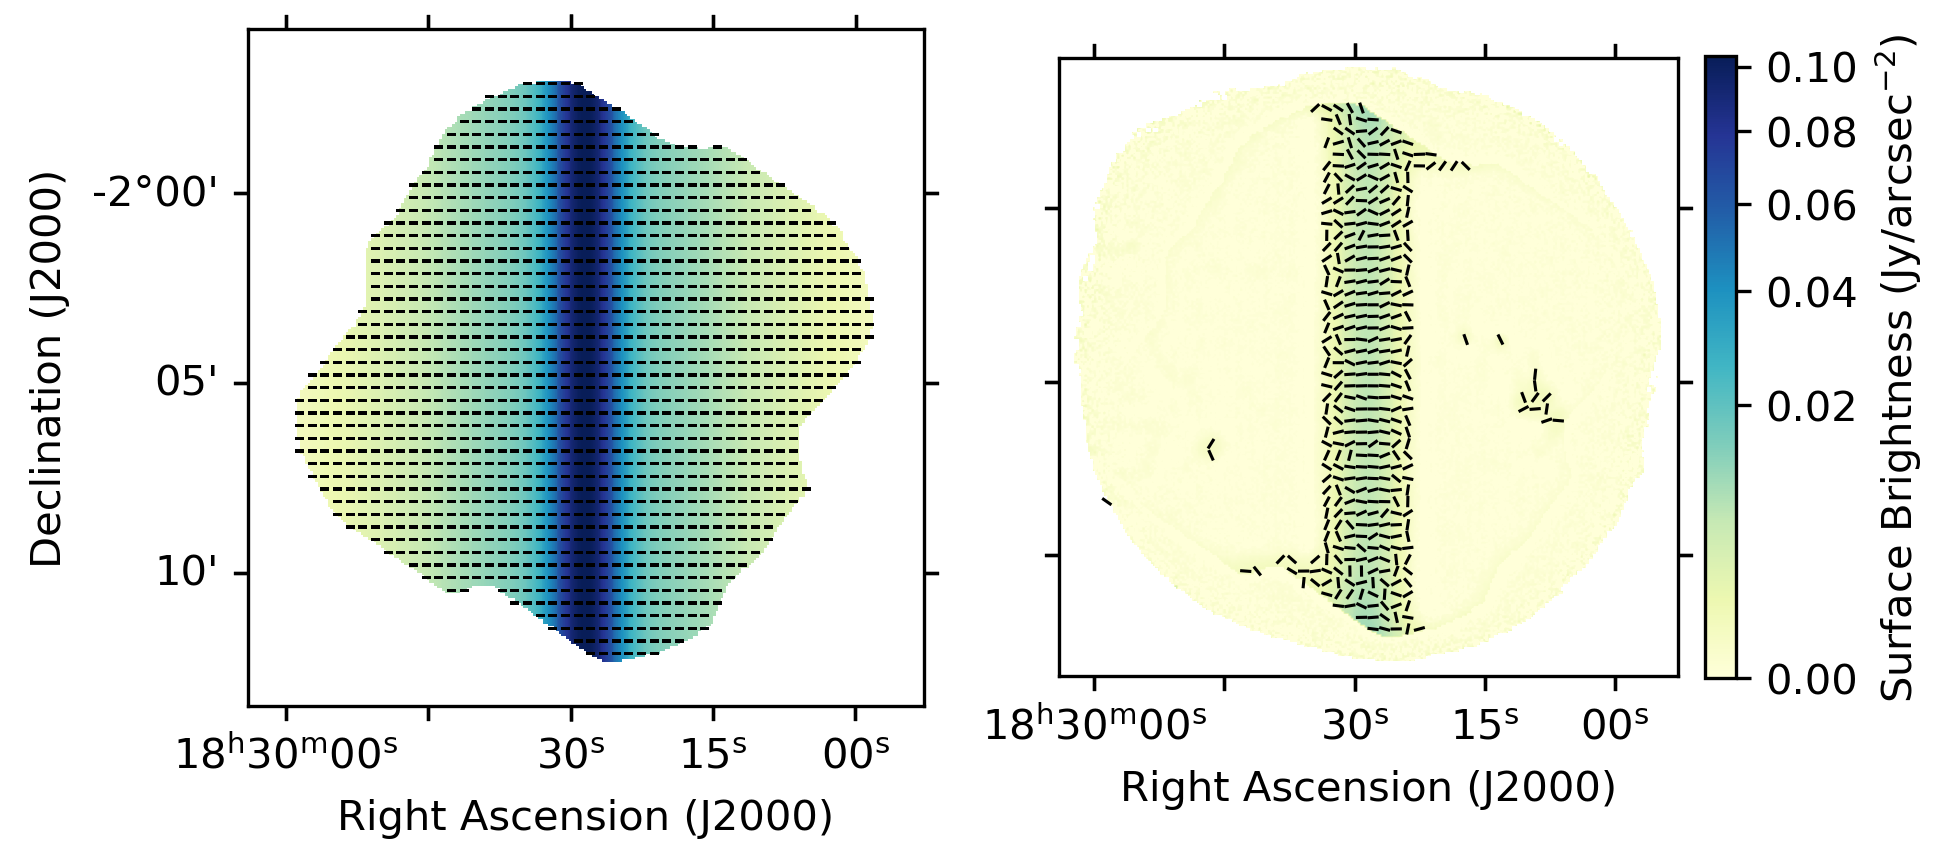 Declination (J2000)
-2°00'
05'
10'
18ʰ30ᵐ00ˢ 30ˢ 15ˢ 00ˢ
Right Ascension (J2000)
18ʰ30ᵐ00ˢ 30ˢ 15ˢ 00ˢ
Right Ascension (J2000)
0.10
0.08
0.06
0.04
0.02
0.00
Surface Brightness (Jy/arcsec⁻²)